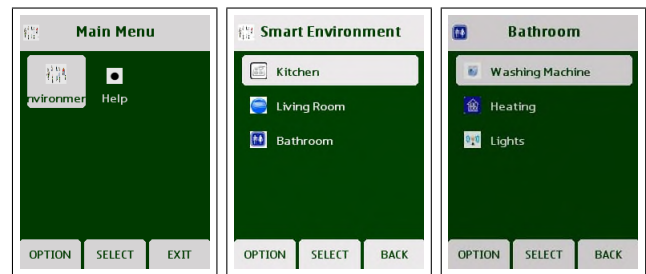 Main Menu
nvironmer
Help
OPTION SELECT EXIT
Smart Environment
Kitchen
Living Room
Bathroom
OPTION SELECT BACK
Bathroom
Washing Machine
Heating
Lights
OPTION SELECT BACK